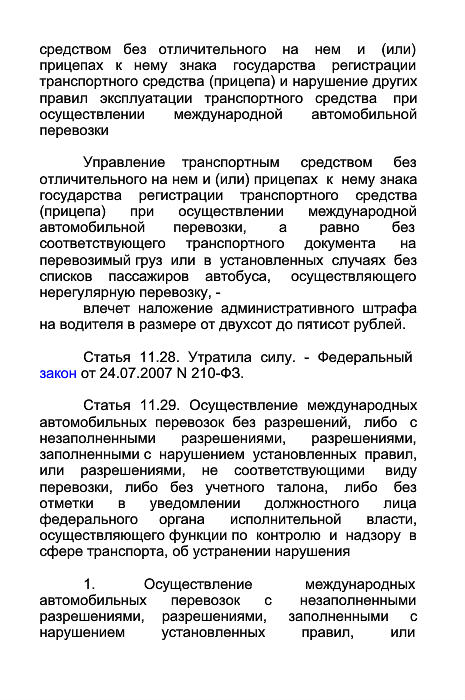 средством без отличительного на нем и (или)
прицепах к нему знака государства регистрации
транспортного средства (прицепа) и нарушение других
правил эксплуатации транспортного средства при
осуществлении международной автомобильной
перевозки
Управление транспортным средством без
отличительного на нем и (или) прицепах к нему знака
государства регистрации транспортного средства
(прицепа) при осуществлении международной
автомобильной перевозки, а равно без
соответствующего транспортного документа на
перевозимый груз или в установленных случаях без
списков пассажиров автобуса, осуществляющего
нерегулярную перевозку, -
влечет наложение административного штрафа
на водителя в размере от двухсот до пятисот рублей.
Статья 11.28. Утратила силу. - Федеральный
закон от 24.07.2007 N 210-ФЗ.
Статья 11.29. Осуществление международных
автомобильных перевозок без разрешений, либо с
незаполненными разрешениями, разрешениями,
заполненными с нарушением установленных правил,
или разрешениями, не соответствующими виду
перевозки, либо без учетного талона, либо без
отметки в уведомлении должностного лица
федерального органа исполнительной власти,
осуществляющего функции по контролю и надзору в
сфере транспорта, об устранении нарушения
1. Осуществление международных
автомобильных перевозок с незаполненными
разрешениями, разрешениями, заполненными с
нарушением установленных правил, или